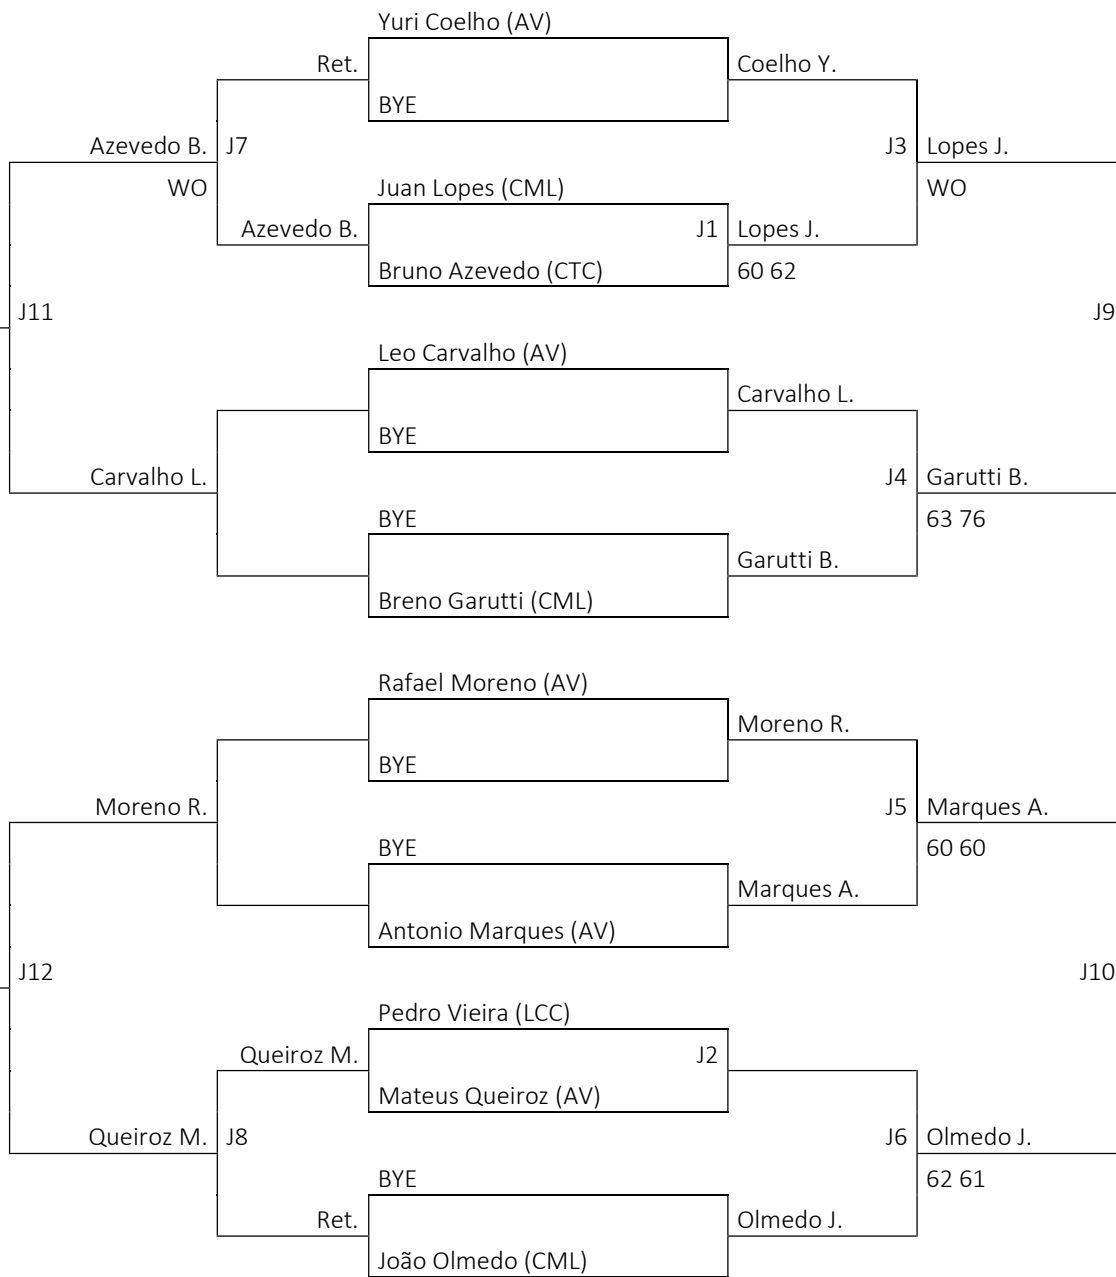 Yuri Coelho (AV)
Ret. Coelho Y.
BYE
Azevedo B. J7 J3 Lopes J.
WO Juan Lopes (CML) WO
Azevedo B. J1 Lopes J.
Bruno Azevedo (CTC) 60 62
J11 J9
Leo Carvalho (AV)
Carvalho L.
BYE
Carvalho L. J4 Garutti B.
BYE 63 76
Garutti B.
Breno Garutti (CML)
Rafael Moreno (AV)
Moreno R.
BYE
Moreno R. J5 Marques A.
BYE 60 60
Marques A.
Antonio Marques (AV)
J12 J10
Pedro Vieira (LCC)
Queiroz M. J2
Mateus Queiroz (AV)
Queiroz M. J8 J6 Olmedo J.
BYE 62 61
Ret. Olmedo J.
João Olmedo (CML)